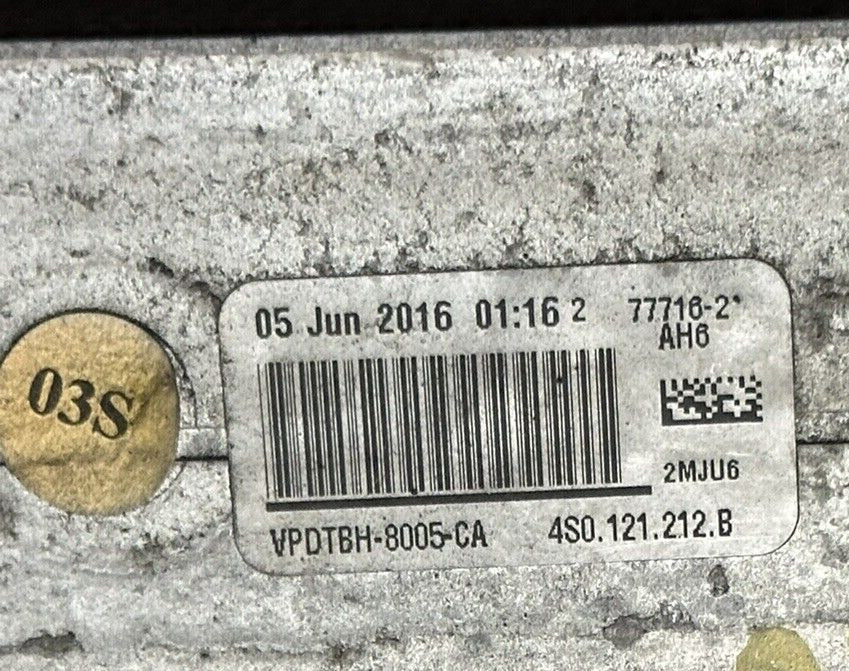 05 Jun 2016 01:16 2
77716-2*
AH6
03S
2MJU6
VPDTBH-8005-CA
4S0.121.212.B